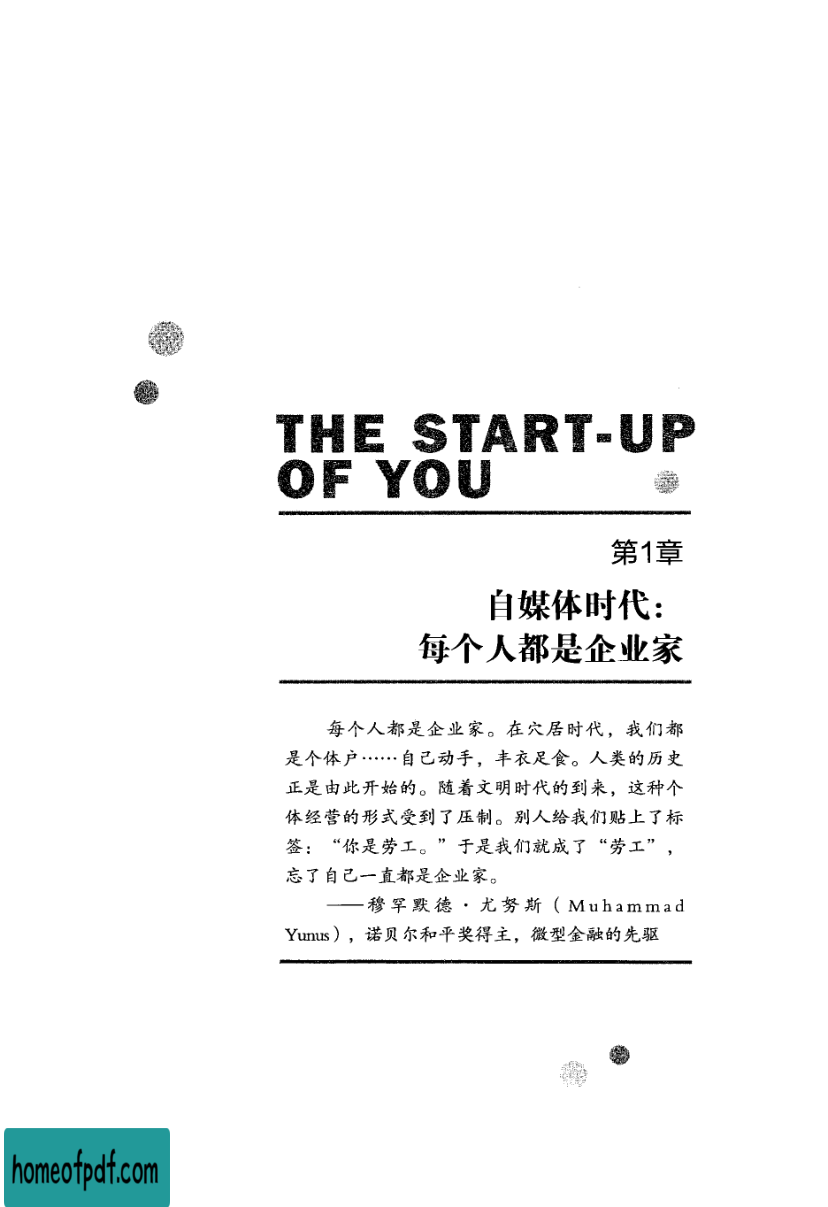 THE START-UP
OF YOU
第1章
自媒体时代：
每个人都是企业家
每个人都是企业家。在穴居时代，我们都
是个体户……自己动手，丰衣足食。人类的历史
正是由此开始的。随着文明时代的到来，这种个
体经营的形式受到了压制。别人给我们贴上了标
签：“你是劳工。”于是我们就成了“劳工”，
忘了自己一直都是企业家。
——穆罕默德·尤努斯（Muhammad
Yunus），诺贝尔和平奖得主，微型金融的先驱
homeofpdf.com